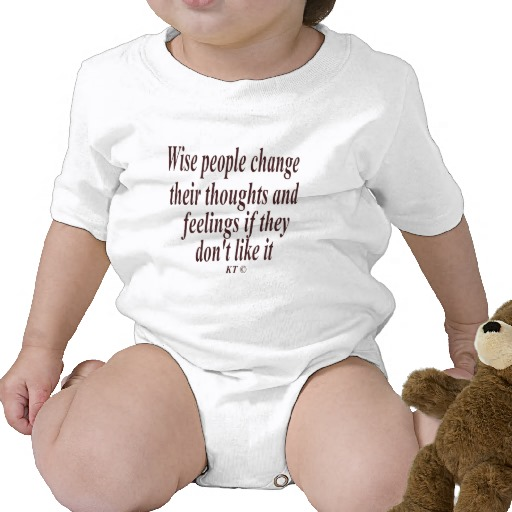 Wise people change
their thoughts and
feelings if they
don't like it
KT ©